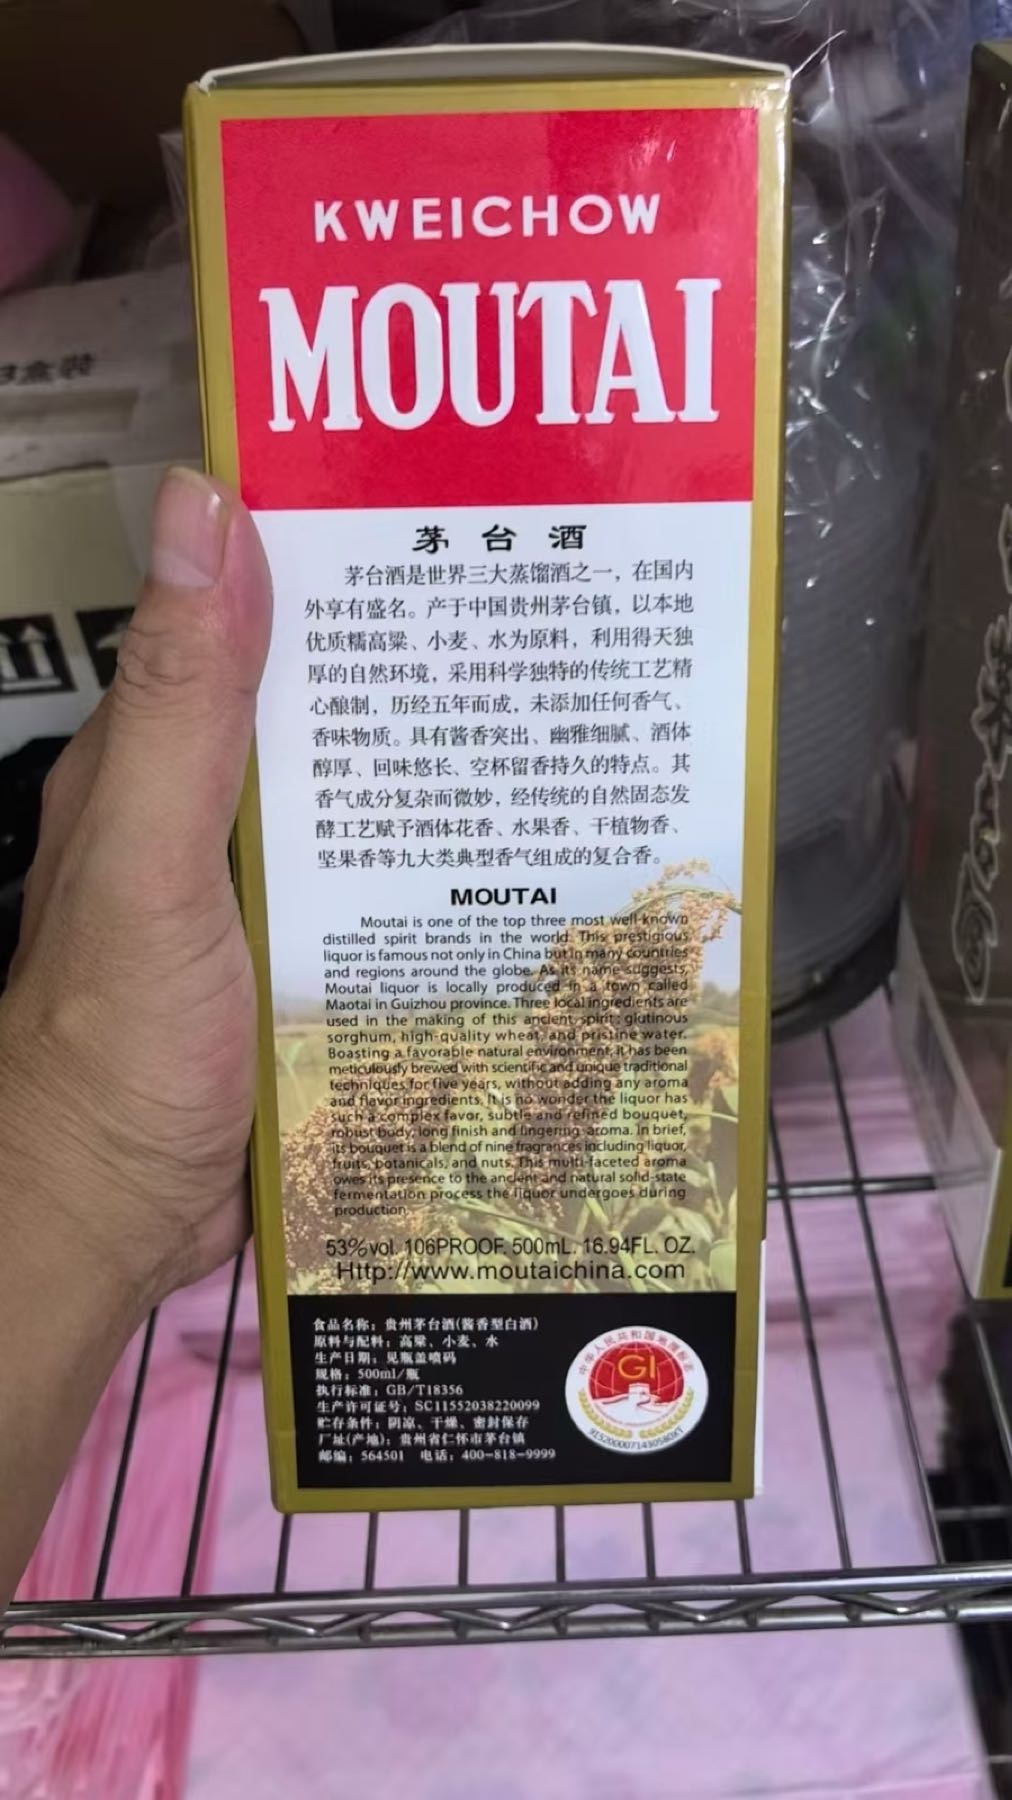 KWEICHOW
MOUTAI
茅台酒
茅台酒是世界三大蒸馏酒之一，在国内
外享有盛名。产于中国贵州茅台镇，以本地
优质糯高粱、小麦、水为原料，利用得天独
厚的自然环境，采用科学独特的传统工艺精
心酿制，历经五年而成，未添加任何香气、
香味物质。具有酱香突出、幽雅细腻、酒体
醇厚、回味悠长、空杯留香持久的特点。其
香气成分复杂而微妙，经传统的自然固态发
酵工艺赋予酒体花香、水果香、干植物香、
坚果香等九大类典型香气组成的复合香。
MOUTAI
Moutai is one of the top three most well-known
distilled spirit brands in the world. This prestigious
liquor is famous not only in China but in many countries
and regions around the globe. As its name suggests,
Moutai liquor is locally produced in a town called
Maotai in Guizhou province. Three local ingredients are
used in the making of this ancient spirit: glutinous
sorghum, high-quality wheat, and pristine water.
Boasting a favorable natural environment, it has been
meticulously brewed with scientific and unique traditional
techniques for five years, without adding any aroma
and flavor ingredients. It is no wonder the liquor has
such a complex favor, subtle and refined bouquet,
robust body, long finish and lingering aroma. In brief,
its bouquet is a blend of nine fragrances including liquor,
fruits, botanicals, and nuts. This multi-faceted aroma
owes its presence to the ancient and natural solid-state
fermentation process the liquor undergoes during
production.
53%vol. 106PROOF. 500mL. 16.94FL. OZ.
Http://www.moutaichina.com
食品名称：贵州茅台酒(酱香型白酒)
原料与配料：高粱、小麦、水
生产日期：见瓶盖喷码
规格：500ml/瓶
执行标准：GB/T18356
生产许可证号：SC11552038220099
贮存条件：阴凉、干燥、密封保存
厂址(产地)：贵州省仁怀市茅台镇
邮编：564501 电话：400-818-9999
中华人民共和国地理标志
GI
盒装